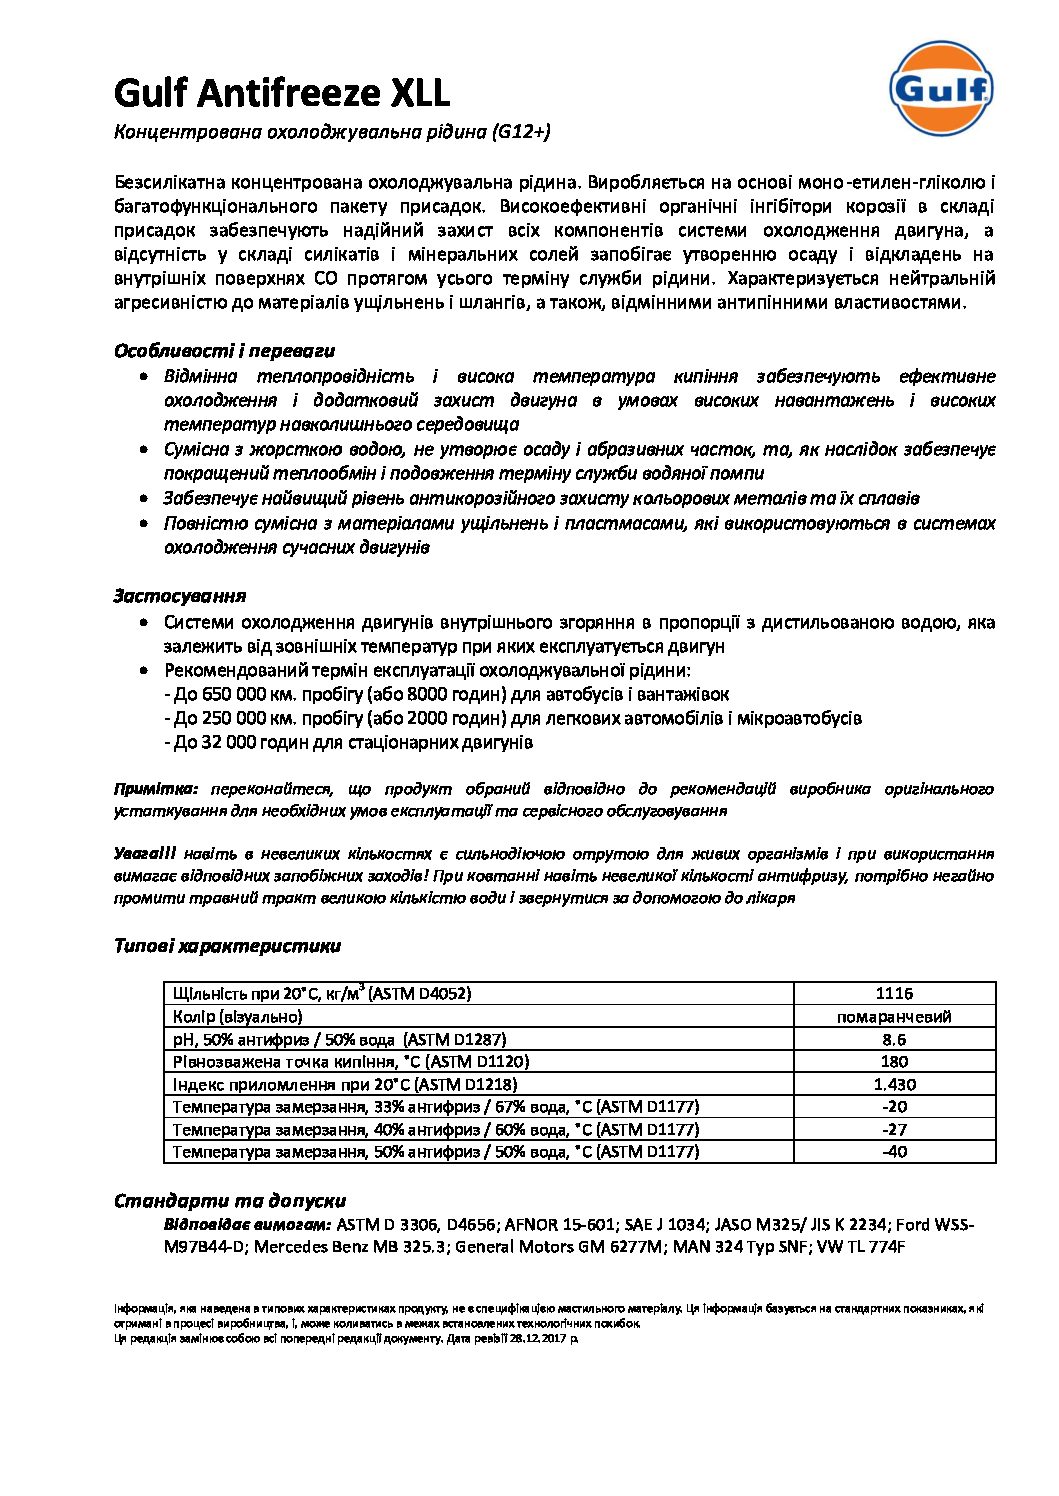 Gulf Antifreeze XLL
Gulf
Концентрована охолоджувальна рідина (G12+)
Безсилікатна концентрована охолоджувальна рідина. Виробляється на основі моно-етилен-гліколю і
багатофункціонального пакету присадок. Високоефективні органічні інгібітори корозії в складі
присадок забезпечують надійний захист всіх компонентів системи охолодження двигуна, а
відсутність у складі силікатів і мінеральних солей запобігає утворенню осаду і відкладень на
внутрішніх поверхнях СО протягом усього терміну служби рідини. Характеризується нейтральній
агресивністю до матеріалів ущільнень і шлангів, а також, відмінними антипінними властивостями.
Особливості і переваги
• Відмінна теплопровідність і висока температура кипіння забезпечують ефективне
охолодження і додатковий захист двигуна в умовах високих навантажень і високих
температур навколишнього середовища
• Сумісна з жорсткою водою, не утворює осаду і абразивних часток, та, як наслідок забезпечує
покращений теплообмін і подовження терміну служби водяної помпи
• Забезпечує найвищий рівень антикорозійного захисту кольорових металів та їх сплавів
• Повністю сумісна з матеріалами ущільнень і пластмасами, які використовуються в системах
охолодження сучасних двигунів
Застосування
• Системи охолодження двигунів внутрішнього згоряння в пропорції з дистильованою водою, яка
залежить від зовнішніх температур при яких експлуатується двигун
• Рекомендований термін експлуатації охолоджувальної рідини:
- До 650 000 км. пробігу (або 8000 годин) для автобусів і вантажівок
- До 250 000 км. пробігу (або 2000 годин) для легкових автомобілів і мікроавтобусів
- До 32 000 годин для стаціонарних двигунів
Примітка: переконайтеся, що продукт обраний відповідно до рекомендацій виробника оригінального
устаткування для необхідних умов експлуатації та сервісного обслуговування
Увага!!! навіть в невеликих кількостях є сильнодіючою отрутою для живих організмів і при використання
вимагає відповідних запобіжних заходів! При ковтанні навіть невеликої кількості антифризу, потрібно негайно
промити травний тракт великою кількістю води і звернутися за допомогою до лікаря
Типові характеристики
Щільність при 20˚С, кг/м³ (ASTM D4052) 1116
Колір (візуально) помаранчевий
pH, 50% антифриз / 50% вода (ASTM D1287) 8.6
Рівнозважена точка кипіння, ˚С (ASTM D1120) 180
Індекс приломлення при 20˚С (ASTM D1218) 1.430
Температура замерзання, 33% антифриз / 67% вода, ˚С (ASTM D1177) -20
Температура замерзання, 40% антифриз / 60% вода, ˚С (ASTM D1177) -27
Температура замерзання, 50% антифриз / 50% вода, ˚С (ASTM D1177) -40
Стандарти та допуски
Відповідає вимогам: ASTM D 3306, D4656; AFNOR 15-601; SAE J 1034; JASO M325/ JIS K 2234; Ford WSS-
M97B44-D; Mercedes Benz MB 325.3; General Motors GM 6277M; MAN 324 Typ SNF; VW TL 774F
Інформація, яка наведена в типових характеристиках продукту, не є специфікацією мастильного матеріалу. Ця інформація базується на стандартних показниках, які
отримані в процесі виробництва, і, може коливатись в межах встановлених технологічних похибок.
Ця редакція замінює собою всі попередні редакції документу. Дата ревізії 28.12.2017 р.